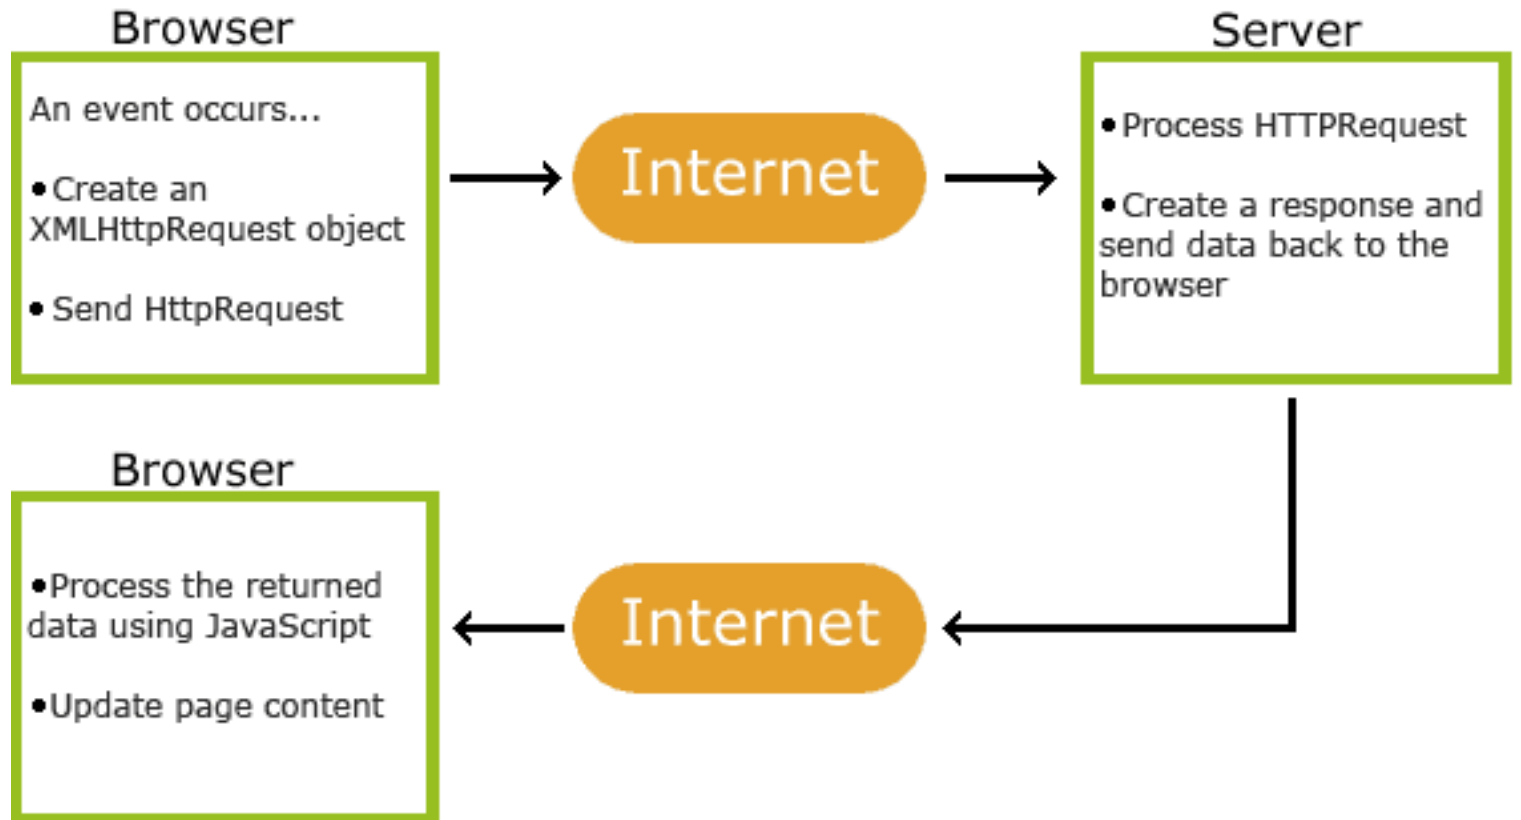 Browser
An event occurs...
•Create an
XMLHttpRequest object
• Send HttpRequest
Internet
Server
•Process HTTPRequest
•Create a response and
send data back to the
browser
Browser
•Process the returned
data using JavaScript
•Update page content
Internet